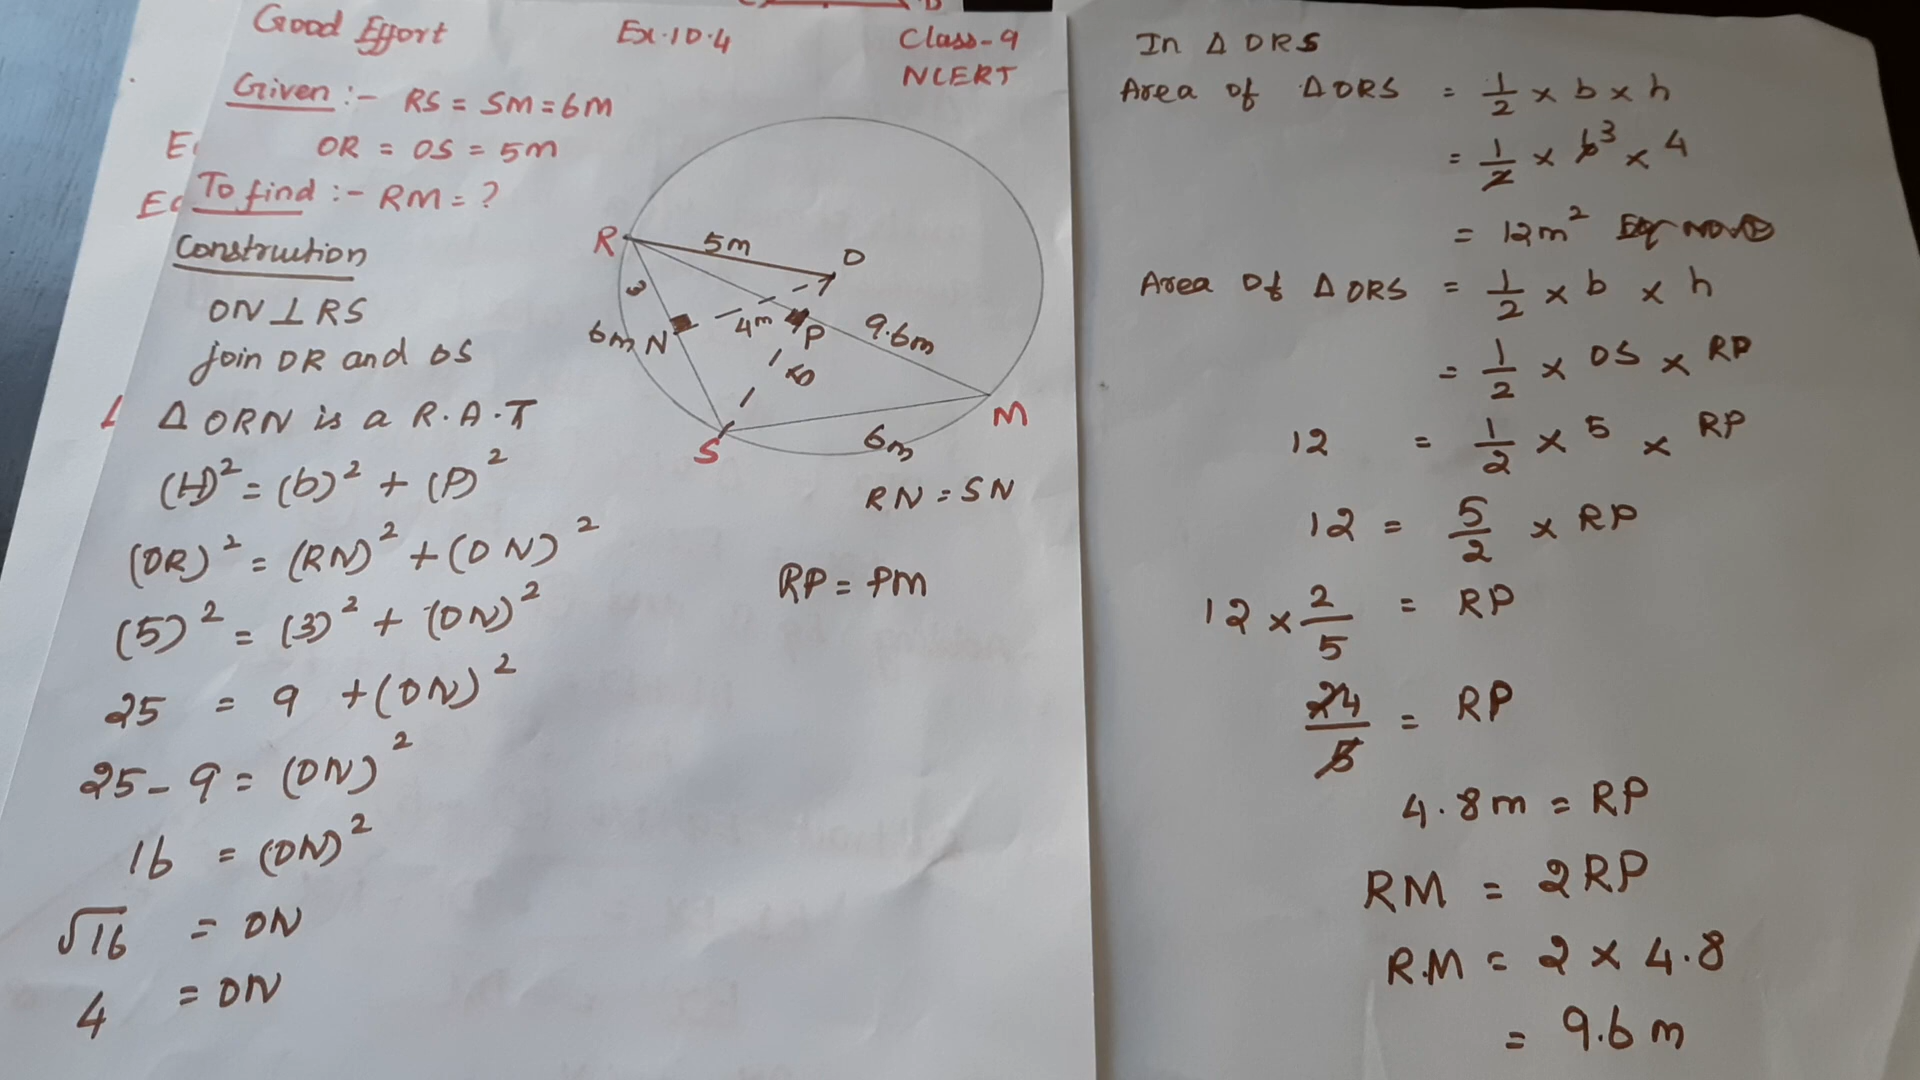 Good Effort
Ex.10.4
Class-9
NCERT
Given :- RS = SM = 6m
OR = OS = 5m
To find :- RM = ?
Construction
ON ⊥ RS
join OR and OS
Δ ORN is a R.A.T
(H)² = (b)² + (P)²
(OR)² = (RN)² + (ON)²
(5)² = (3)² + (ON)²
25 = 9 + (ON)²
25 - 9 = (ON)²
16 = (ON)²
√16 = ON
4 = ON
R
5m
O
3
6m
N
4m
P
9.6m
5
S
6m
M
RN = SN
RP = PM
In Δ ORS
Area of Δ ORS = 1/2 × b × h
= 1/2 × 6 3 × 4
= 12m²
Area Of Δ ORS = 1/2 × b × h
= 1/2 × OS × RP
12 = 1/2 × 5 × RP
12 = 5/2 × RP
12 × 2/5 = RP
24/5 = RP
4.8m = RP
RM = 2RP
RM = 2 × 4.8
= 9.6 m